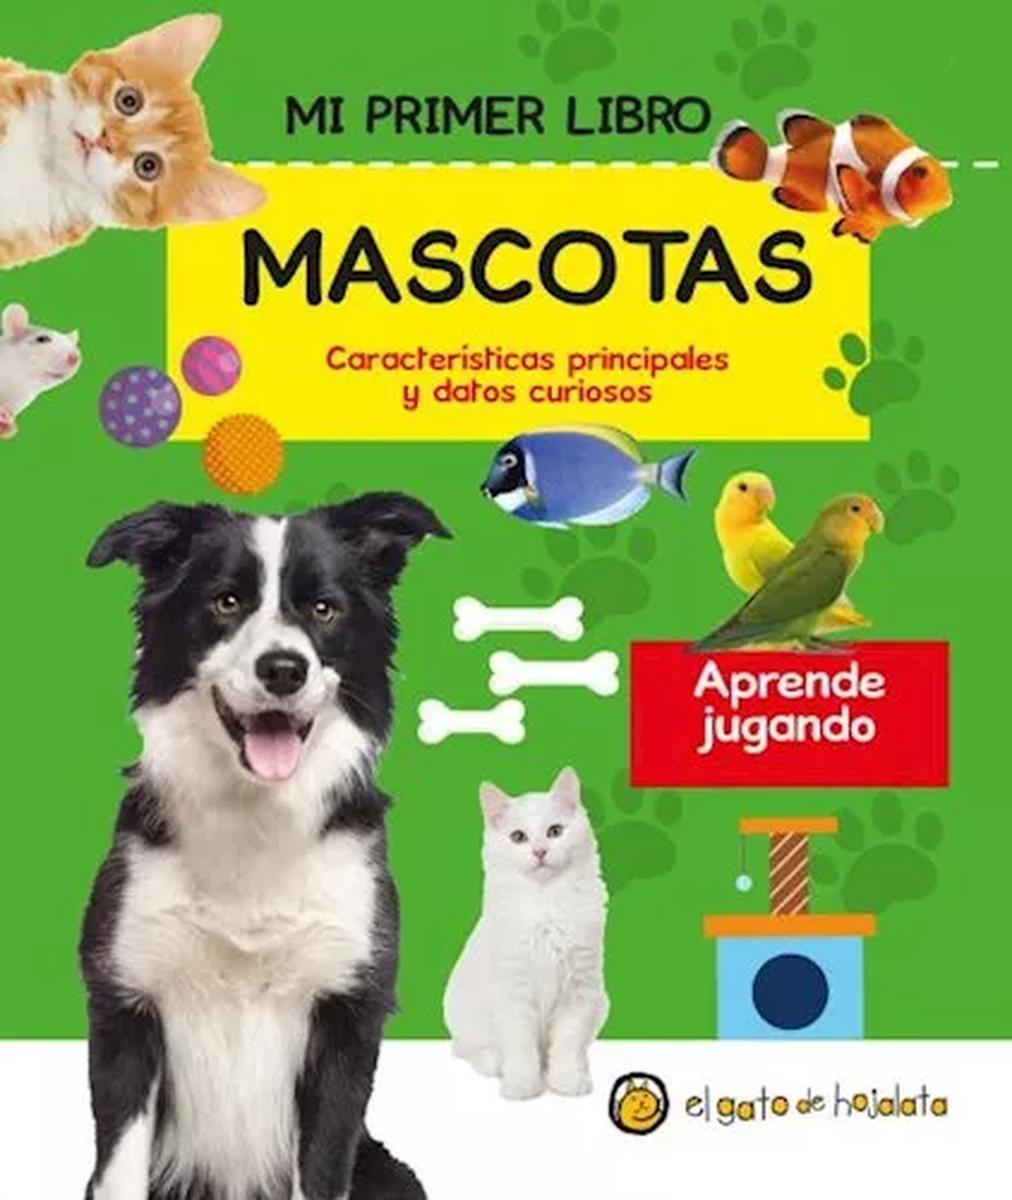 MI PRIMER LIBRO
MASCOTAS
Características principales
y datos curiosos
Aprende
jugando
el gato de hojalata